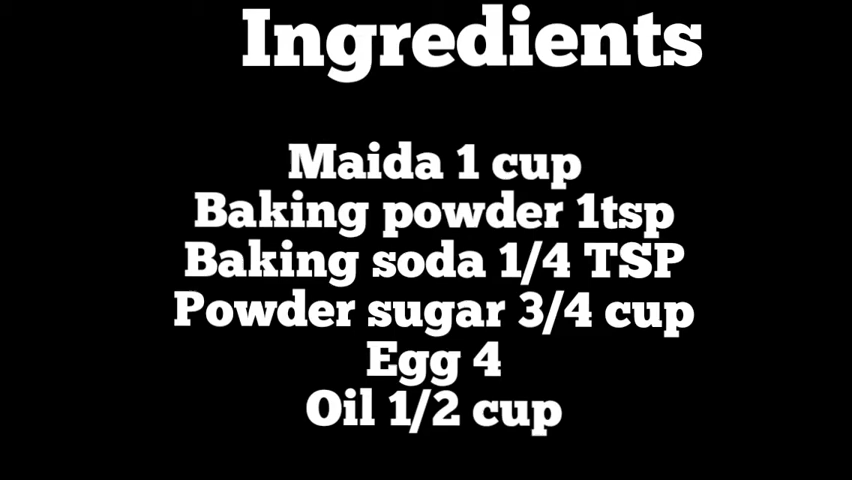 Ingredients
Maida 1 cup
Baking powder 1tsp
Baking soda 1/4 TSP
Powder sugar 3/4 cup
Egg 4
Oil 1/2 cup